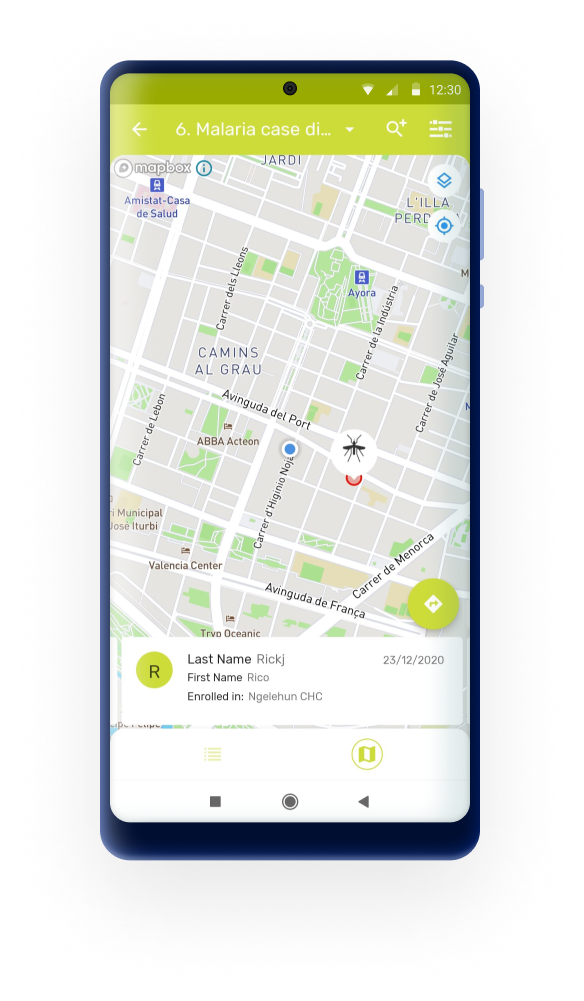 12:30
6. Malaria case di...
mapbox
JARDI
Amistat-Casa
de Salud
L'ILLA
Ayora
Carrer dels Lleons
Carrer de la Indústria
Carrer de José Aguilar
CAMINS
AL GRAU
Avinguda del Port
Carrer de Lebon
ABBA Acteon
Carrer d'Higinio Noja
ri Municipal
José Iturbi
Valencia Center
Carrer de Menorca
Avinguda de França
Tryp Oceanic
R
Last Name Rickj
23/12/2020
First Name Rico
Enrolled in: Ngelehun CHC